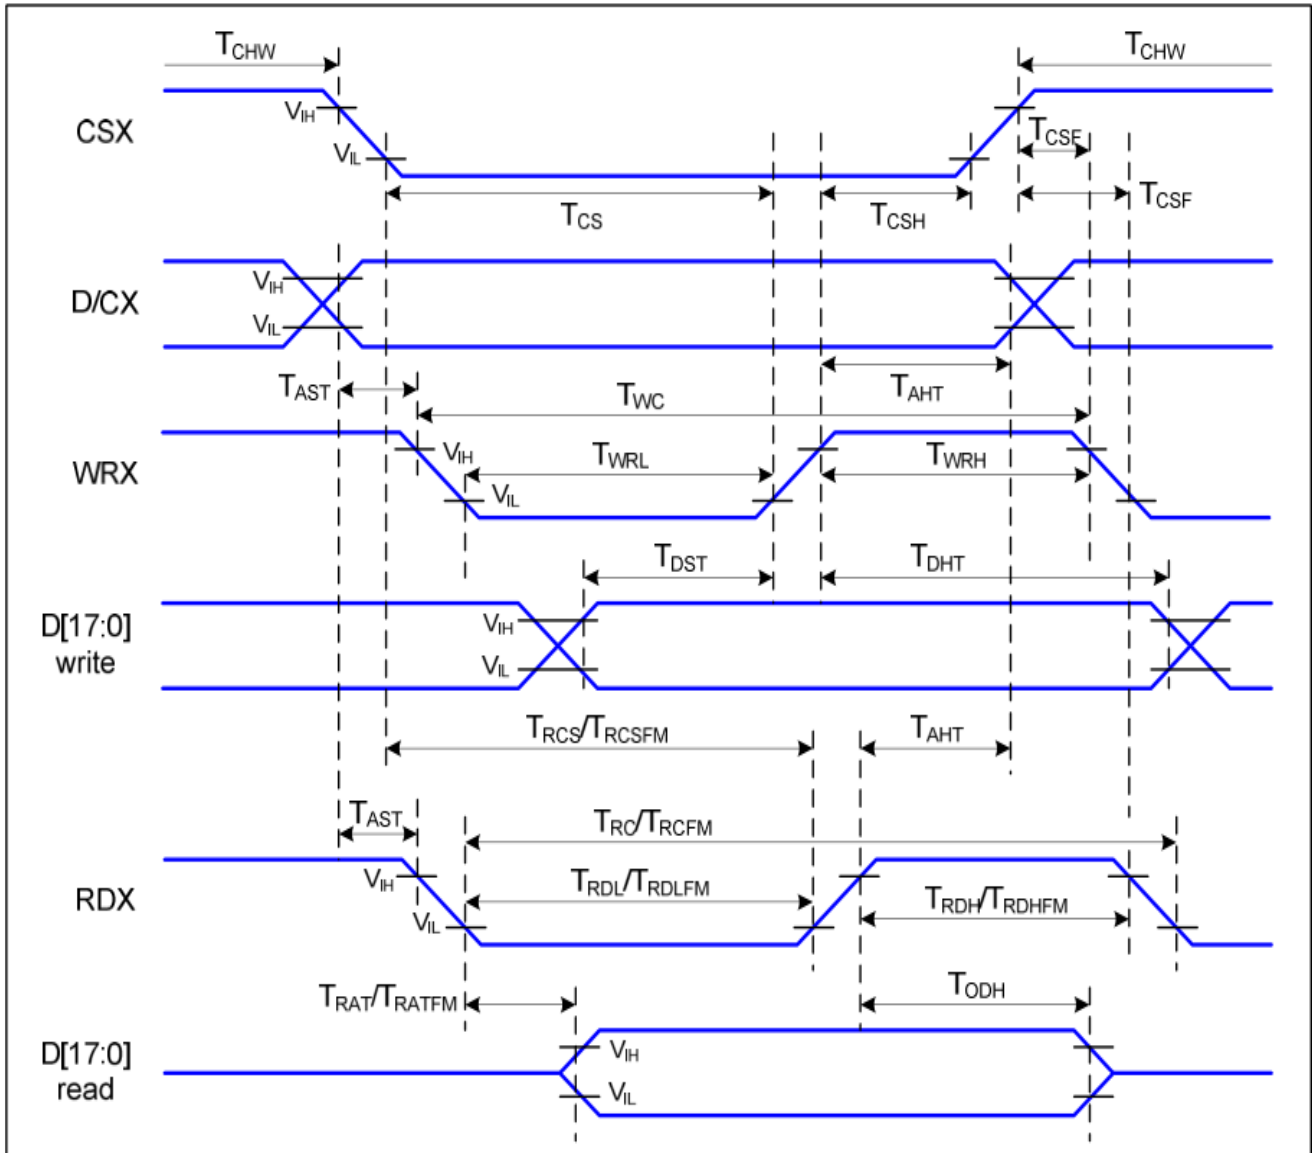 TCHW TCHW
CSX VIH TCSF
VIL TCSF
TCS TCSH
D/CX VIH
VIL
TAST TWC TAHT
WRX VIH TWRL TWRH
VIL
TDST TDHT
D[17:0] VIH
write VIL
TRCS/TRCSFM TAHT
TAST TRC/TRCFM
RDX VIH TRDL/TRDLFM TRDH/TRDHFM
VIL
TRAT/TRATFM TODH
D[17:0] VIH
read VIL